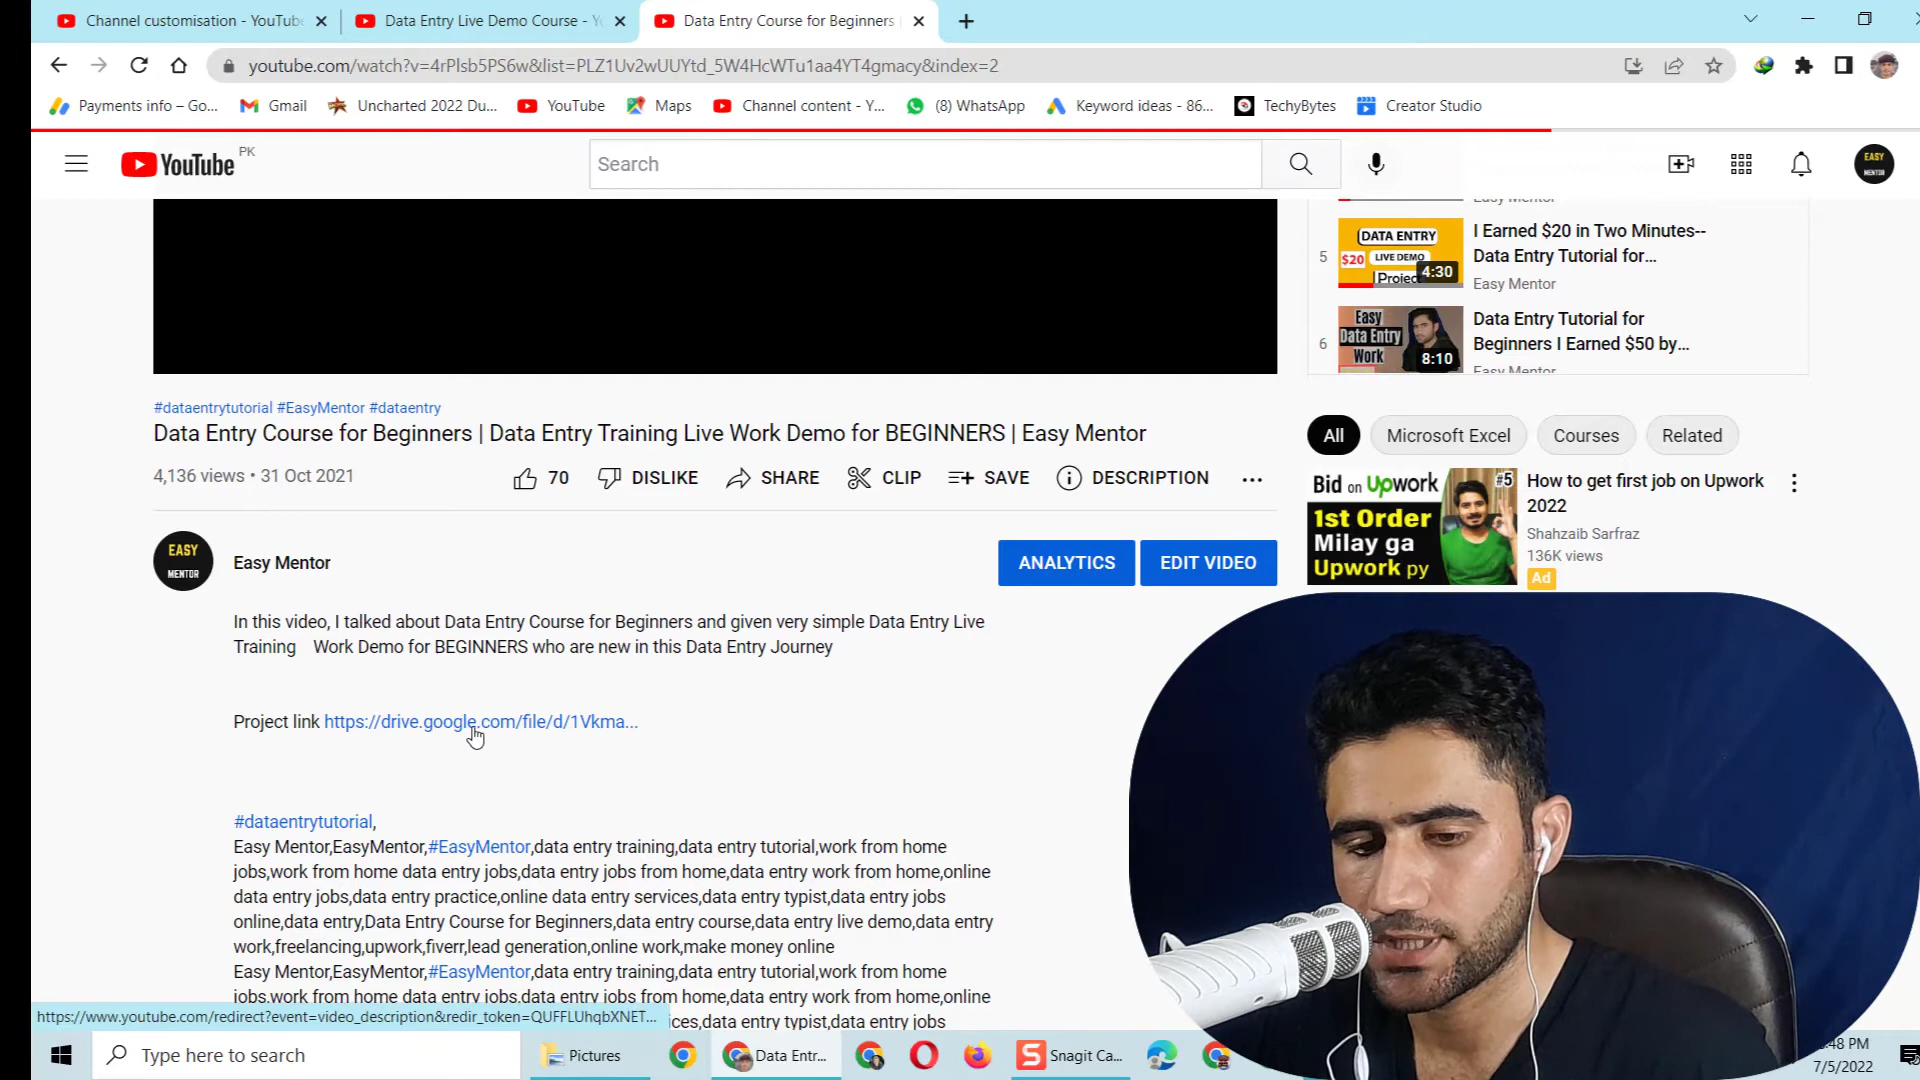 Channel customisation - YouTube
Data Entry Live Demo Course - Y
Data Entry Course for Beginners
youtube.com/watch?v=4rPlsb5PS6w&list=PLZ1Uv2wUUYtd_5W4HcWTu1aa4YT4gmacy&index=2
Payments info – Go...
Gmail
Uncharted 2022 Du...
YouTube
Maps
Channel content - Y...
(8) WhatsApp
Keyword ideas - 86...
TechyBytes
Creator Studio
YouTube PK
Search
EASY
MENTOR
Easy Mentor
5
DATA ENTRY
$20
LIVE DEMO
Project
4:30
I Earned $20 in Two Minutes--
Data Entry Tutorial for...
Easy Mentor
6
Easy
Data Entry
Work
8:10
Data Entry Tutorial for
Beginners I Earned $50 by...
Easy Mentor
#dataentrytutorial #EasyMentor #dataentry
Data Entry Course for Beginners | Data Entry Training Live Work Demo for BEGINNERS | Easy Mentor
4,136 views • 31 Oct 2021
70
DISLIKE
SHARE
CLIP
SAVE
DESCRIPTION
...
All
Microsoft Excel
Courses
Related
Bid on Upwork #5
1st Order
Milay ga
Upwork py
How to get first job on Upwork
2022
Shahzaib Sarfraz
136K views
Ad
EASY
MENTOR
Easy Mentor
ANALYTICS
EDIT VIDEO
In this video, I talked about Data Entry Course for Beginners and given very simple Data Entry Live
Training Work Demo for BEGINNERS who are new in this Data Entry Journey
Project link https://drive.google.com/file/d/1Vkma...
#dataentrytutorial,
Easy Mentor,EasyMentor,#EasyMentor,data entry training,data entry tutorial,work from home
jobs,work from home data entry jobs,data entry jobs from home,data entry work from home,online
data entry jobs,data entry practice,online data entry services,data entry typist,data entry jobs
online,data entry,Data Entry Course for Beginners,data entry course,data entry live demo,data entry
work,freelancing,upwork,fiverr,lead generation,online work,make money online
Easy Mentor,EasyMentor,#EasyMentor,data entry training,data entry tutorial,work from home
jobs,work from home data entry jobs,data entry jobs from home,data entry work from home,online
ices,data entry typist,data entry jobs
https://www.youtube.com/redirect?event=video_description&redir_token=QUFFLUhqbXNET...
Type here to search
Pictures
Data Entr...
Snagit Ca...
:48 PM
7/5/2022